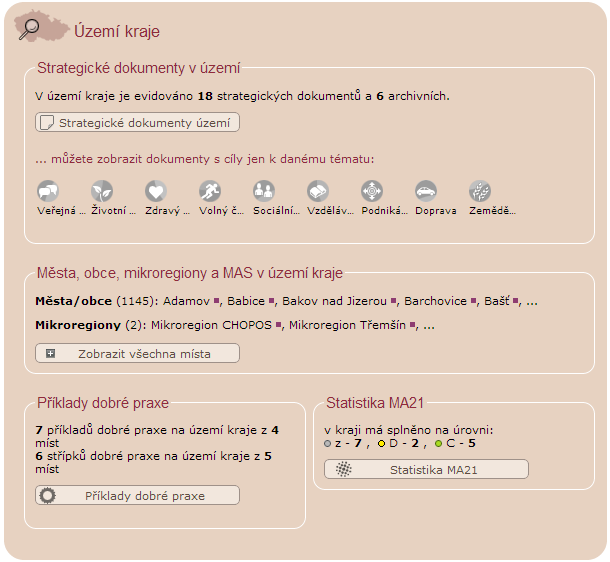 Území kraje
Strategické dokumenty v území
V území kraje je evidováno 18 strategických dokumentů a 6 archivních.
Strategické dokumenty území
... můžete zobrazit dokumenty s cíly jen k danému tématu:
Veřejná ... Životní ... Zdravý ... Volný č... Sociální... Vzděláv... Podniká... Doprava Zemědě...
Města, obce, mikroregiony a MAS v území kraje
Města/obce (1145): Adamov, Babice, Bakov nad Jizerou, Barchovice, Bašť, ...
Mikroregiony (2): Mikroregion CHOPOS, Mikroregion Třemšín, ...
Zobrazit všechna místa
Příklady dobré praxe
7 příkladů dobré praxe na území kraje z 4
míst
6 střípků dobré praxe na území kraje z 5
míst
Příklady dobré praxe
Statistika MA21
v kraji má splněno na úrovni:
z - 7 , D - 2 , C - 5
Statistika MA21